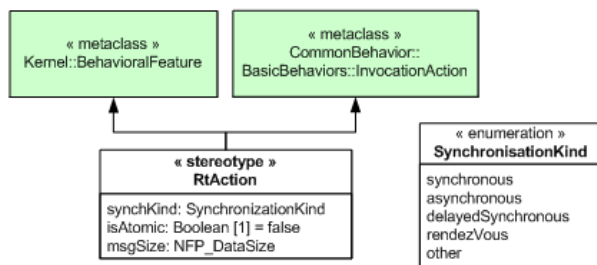 « metaclass »
Kernel::BehavioralFeature
« metaclass »
CommonBehavior::
BasicBehaviors::InvocationAction
« stereotype »
RtAction
synchKind: SynchronizationKind
isAtomic: Boolean [1] = false
msgSize: NFP_DataSize
« enumeration »
SynchronisationKind
synchronous
asynchronous
delayedSynchronous
rendezVous
other